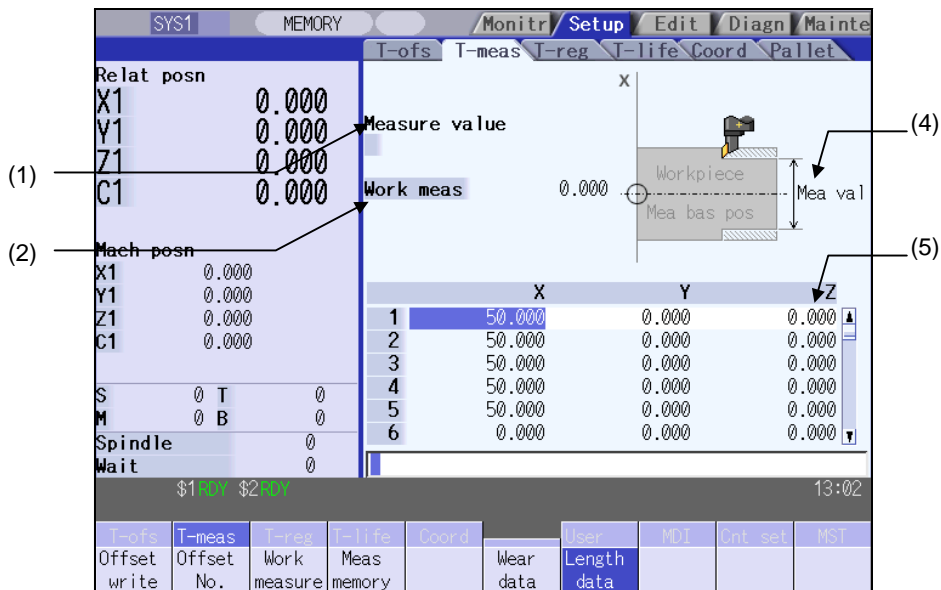 SYS1 MEMORY Monitr Setup Edit Diagn Mainte
T-ofs T-meas T-reg T-life Coord Pallet
Relat posn
X1 0.000
Y1 0.000
Z1 0.000
C1 0.000
Mach posn
X1 0.000
Y1 0.000
Z1 0.000
C1 0.000
S 0 T 0
M 0 B 0
Spindle 0
Wait 0
(1)
(2)
Measure value
Work meas 0.000
X
Workpiece
Mea bas pos
Mea val
(4)
(5)
X Y Z
1 50.000 0.000 0.000
2 50.000 0.000 0.000
3 50.000 0.000 0.000
4 50.000 0.000 0.000
5 50.000 0.000 0.000
6 0.000 0.000 0.000
$1 RDY $2 RDY 13:02
T-ofs T-meas T-reg T-life Coord User MDI Cnt set MST
Offset Offset Work Meas Wear Length
write No. measure memory data data